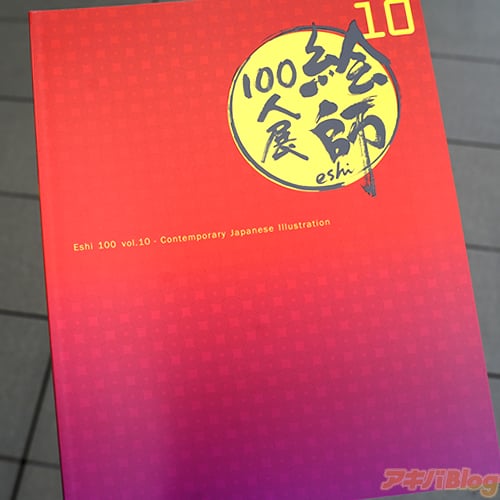 10
絵師
100人展
eshi
Eshi 100 vol.10 - Contemporary Japanese Illustration
アキバBlog